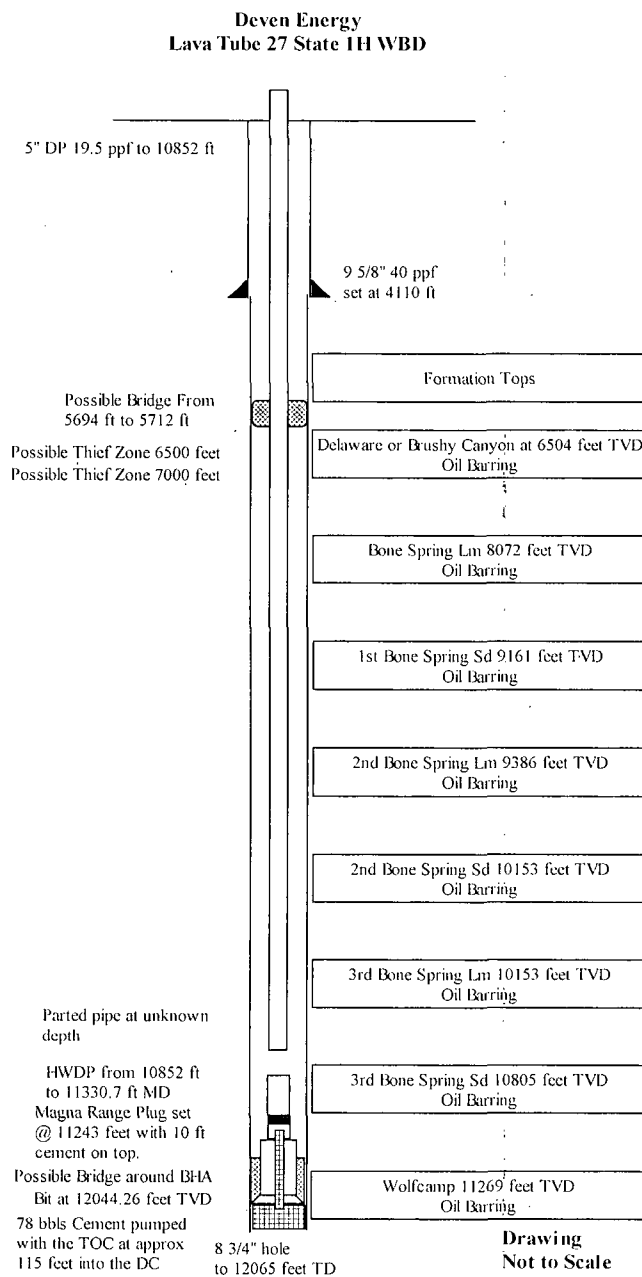 Deven Energy
Lava Tube 27 State 1H WBD
5" DP 19.5 ppf to 10852 ft
9 5/8" 40 ppf
set at 4110 ft
Formation Tops
Possible Bridge From
5694 ft to 5712 ft
Possible Thief Zone 6500 feet
Possible Thief Zone 7000 feet
Delaware or Brushy Canyon at 6504 feet TVD
Oil Barring
Bone Spring Lm 8072 feet TVD
Oil Barring
1st Bone Spring Sd 9161 feet TVD
Oil Barring
2nd Bone Spring Lm 9386 feet TVD
Oil Barring
2nd Bone Spring Sd 10153 feet TVD
Oil Barring
3rd Bone Spring Lm 10153 feet TVD
Oil Barring
Parted pipe at unknown
depth
HWDP from 10852 ft
to 11330.7 ft MD
3rd Bone Spring Sd 10805 feet TVD
Oil Barring
Magna Range Plug set
@ 11243 feet with 10 ft
cement on top.
Possible Bridge around BHA
Bit at 12044.26 feet TVD
Wolfcamp 11269 feet TVD
Oil Barring
78 bbls Cement pumped
with the TOC at approx
115 feet into the DC
8 3/4" hole
to 12065 feet TD
Drawing
Not to Scale